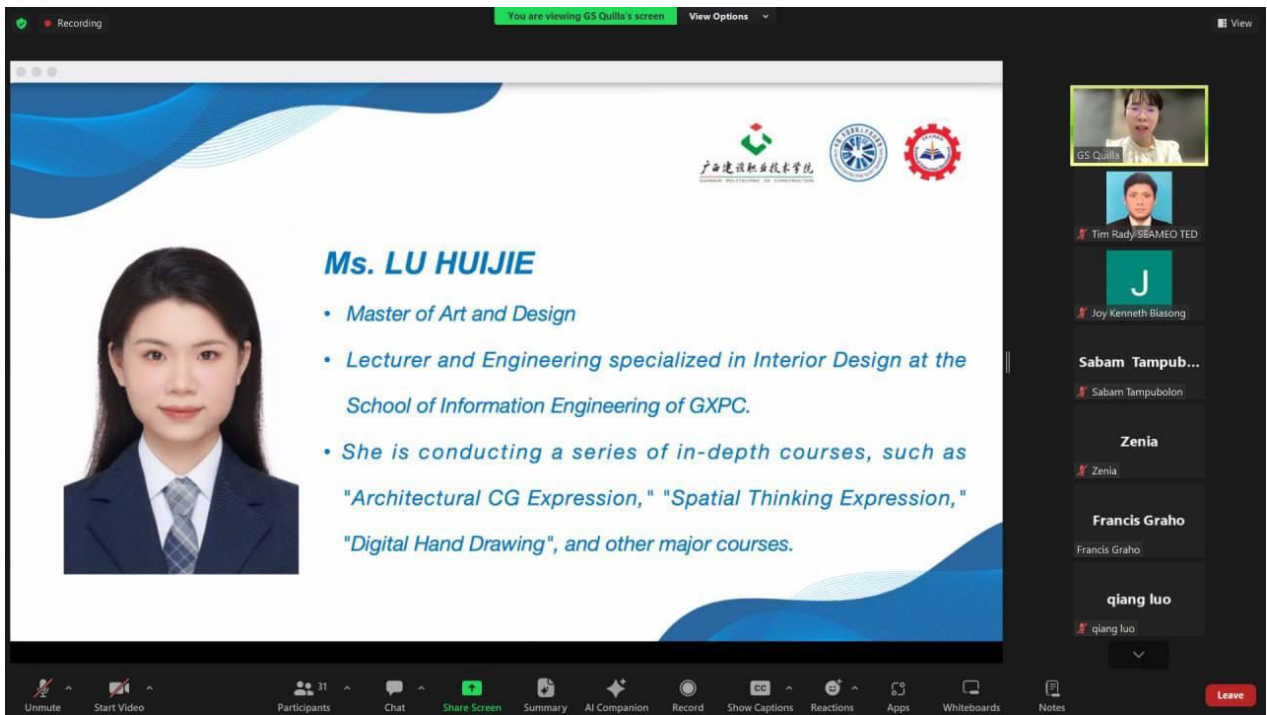 Recording
You are viewing GS Quilla's screen
View Options
View
广西建设职业技术学院
GS Quilla
Tim Rady SEAMEO TED
J
Joy Kenneth Biasong
Ms. LU HUIJIE
• Master of Art and Design
• Lecturer and Engineering specialized in Interior Design at the
School of Information Engineering of GXPC.
• She is conducting a series of in-depth courses, such as
"Architectural CG Expression," "Spatial Thinking Expression,"
"Digital Hand Drawing", and other major courses.
Sabam Tampub...
Sabam Tampubolon
Zenia
Zenia
Francis Graho
Francis Graho
qiang luo
qiang luo
Unmute
Start Video
31
Participants
Chat
Share Screen
Summary
AI Companion
Record
CC
Show Captions
Reactions
Apps
Whiteboards
Notes
Leave